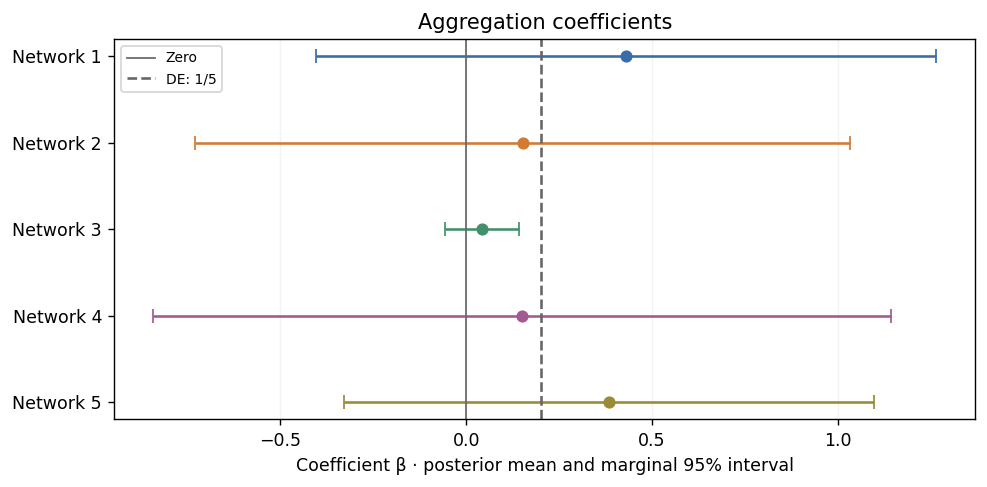 Aggregation coefficients
Zero
DE: 1/5
Network 1
Network 2
Network 3
Network 4
Network 5
−0.5
0.0
0.5
1.0
Coefficient β · posterior mean and marginal 95% interval